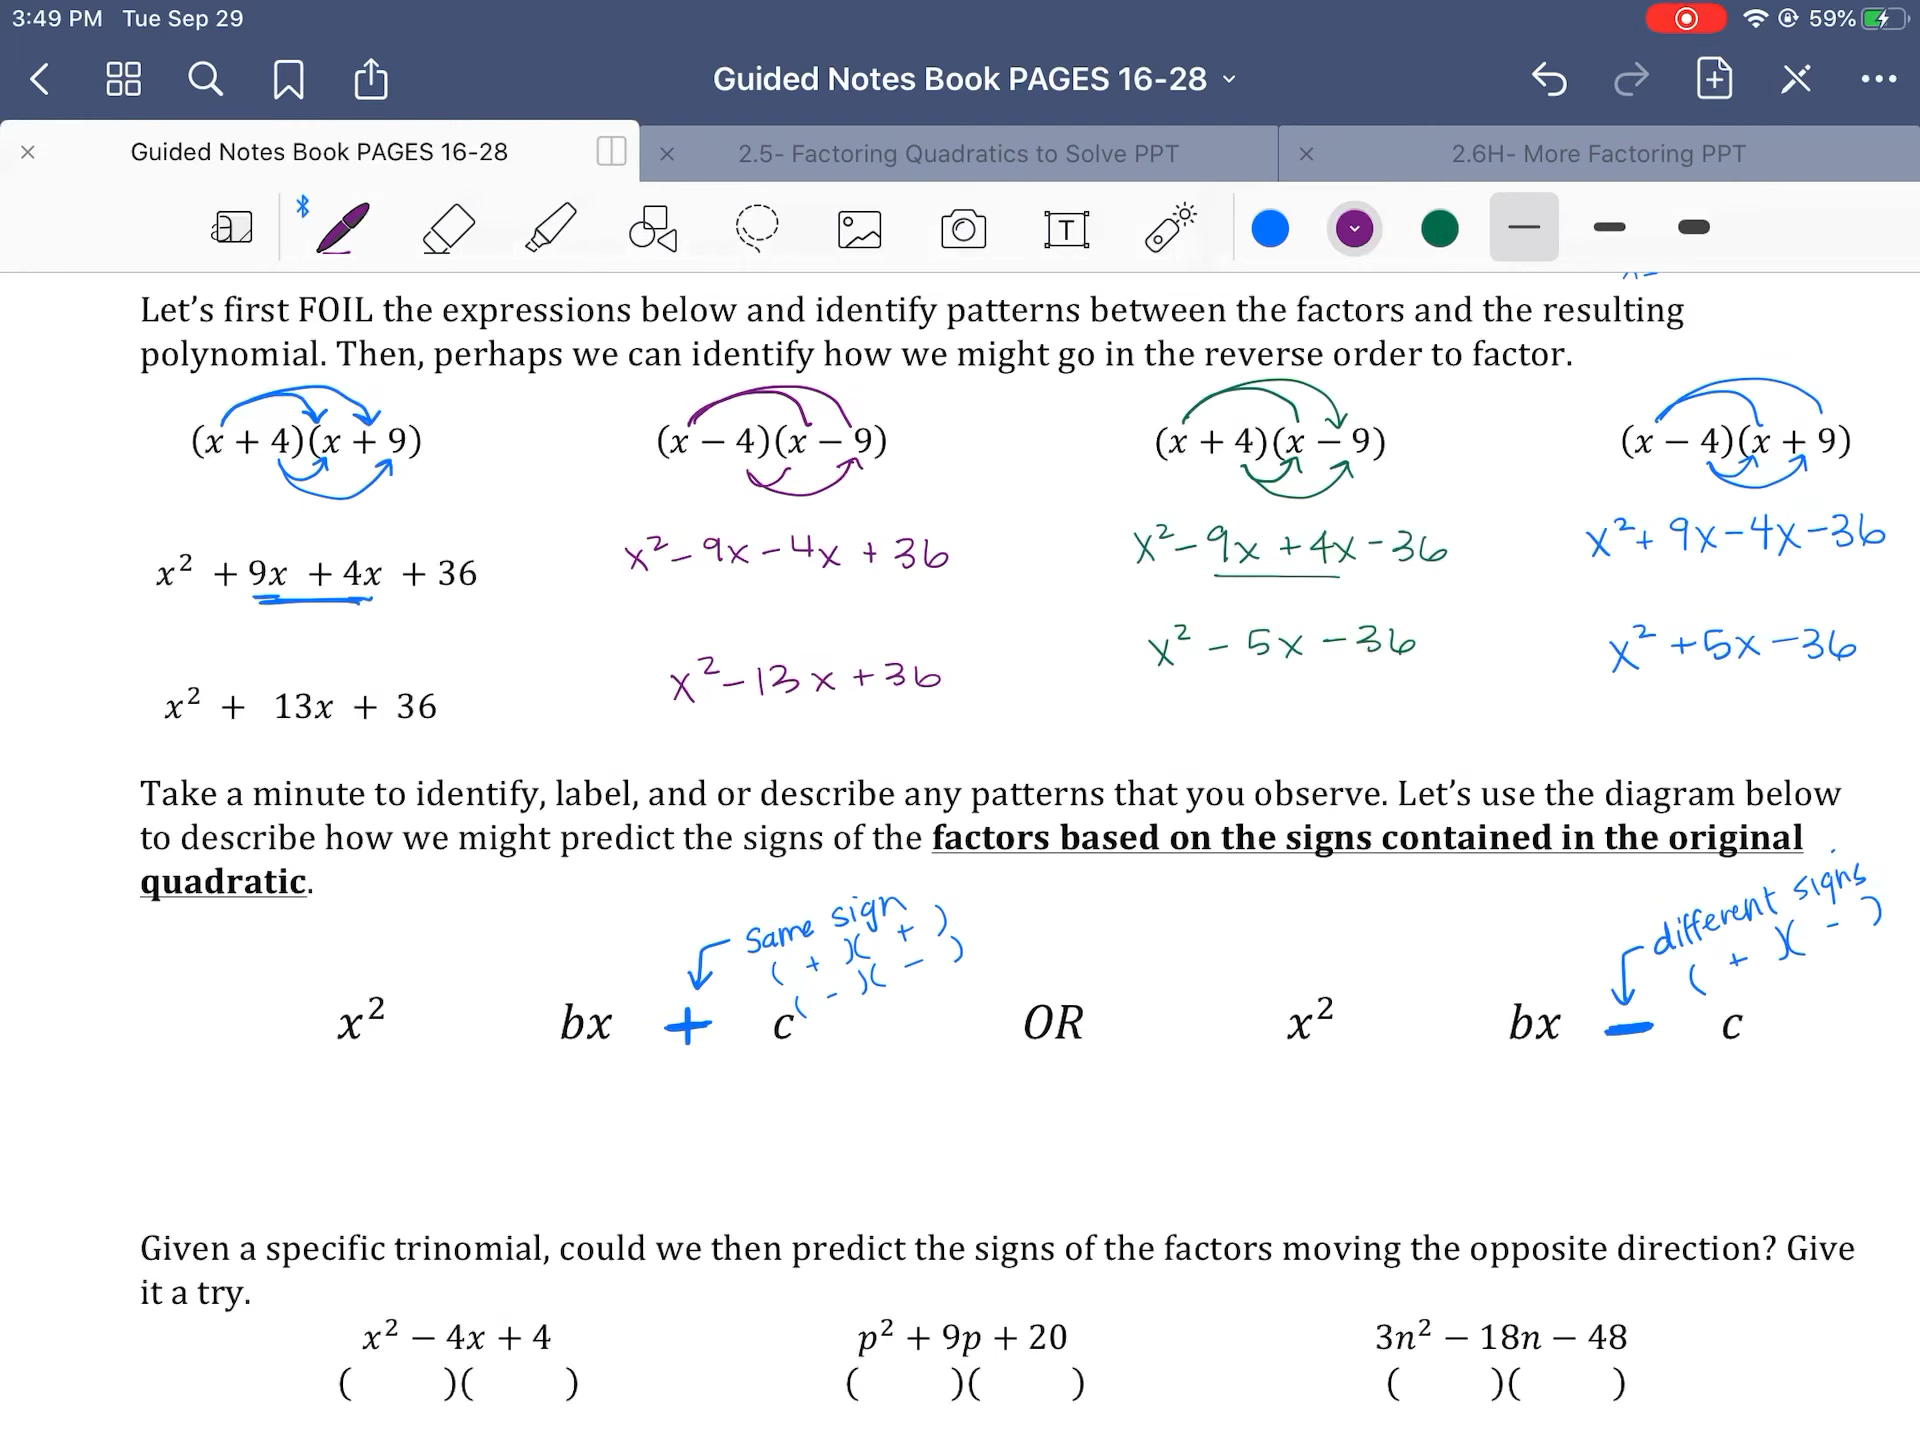 3:49 PM Tue Sep 29
59%
Guided Notes Book PAGES 16-28
Guided Notes Book PAGES 16-28
2.5- Factoring Quadratics to Solve PPT
2.6H- More Factoring PPT
T
Let's first FOIL the expressions below and identify patterns between the factors and the resulting
polynomial. Then, perhaps we can identify how we might go in the reverse order to factor.
(x + 4)(x + 9) (x − 4)(x − 9) (x + 4)(x − 9) (x − 4)(x + 9)
x² + 9x + 4x + 36 x² − 9x − 4x + 36 x² − 9x + 4x − 36 x² + 9x − 4x − 36
x² + 13x + 36 x² − 13x + 36 x² − 5x − 36 x² + 5x − 36
Take a minute to identify, label, and or describe any patterns that you observe. Let's use the diagram below
to describe how we might predict the signs of the factors based on the signs contained in the original
quadratic.
Same sign different signs
( + )( + ) ( + )( − )
( − )( − )
x² bx + c OR x² bx − c
Given a specific trinomial, could we then predict the signs of the factors moving the opposite direction? Give
it a try.
x² − 4x + 4 p² + 9p + 20 3n² − 18n − 48
( )( ) ( )( ) ( )( )